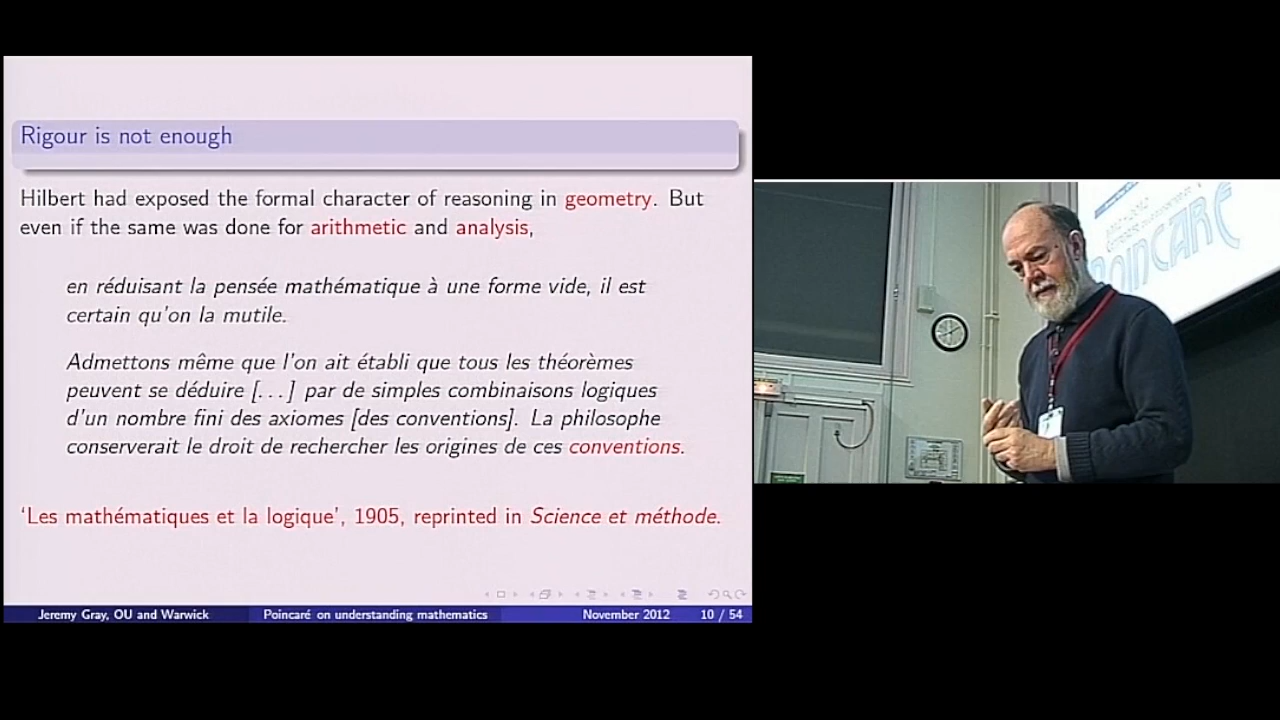 Rigour is not enough
Hilbert had exposed the formal character of reasoning in geometry. But
even if the same was done for arithmetic and analysis,
en réduisant la pensée mathématique à une forme vide, il est
certain qu'on la mutile.
Admettons même que l'on ait établi que tous les théorèmes
peuvent se déduire [...] par de simples combinaisons logiques
d'un nombre fini des axiomes [des conventions]. La philosophe
conserverait le droit de rechercher les origines de ces conventions.
‘Les mathématiques et la logique’, 1905, reprinted in Science et méthode.
Jeremy Gray, OU and Warwick Poincaré on understanding mathematics November 2012 10 / 54
POINCARÉ